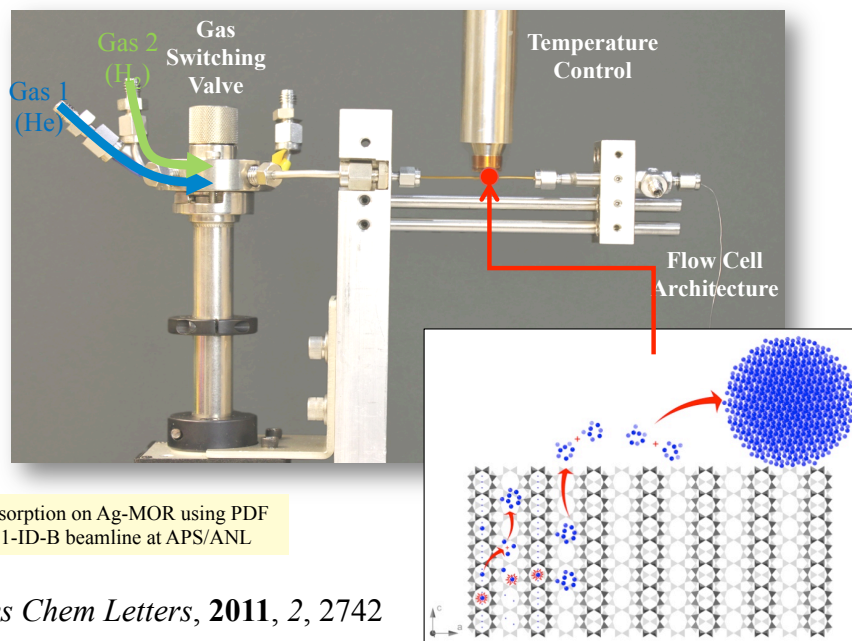 Gas 2
(H₂)
Gas
Switching
Valve
Temperature
Control
Gas 1
(He)
Flow Cell
Architecture
sorption on Ag-MOR using PDF
1-ID-B beamline at APS/ANL
s Chem Letters, 2011, 2, 2742
c
a